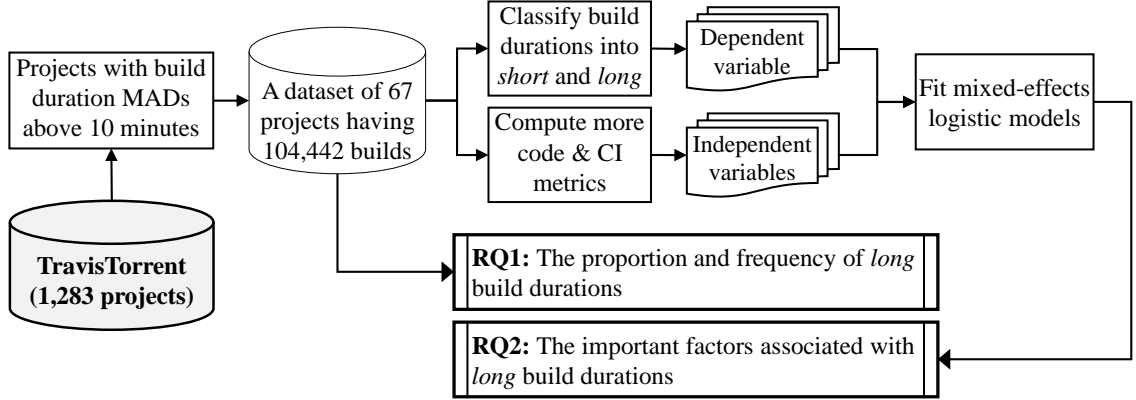 Projects with build
duration MADs
above 10 minutes
TravisTorrent
(1,283 projects)
A dataset of 67
projects having
104,442 builds
Classify build
durations into
short and long
Dependent
variable
Compute more
code & CI
metrics
Independent
variables
Fit mixed-effects
logistic models
RQ1: The proportion and frequency of long
build durations
RQ2: The important factors associated with
long build durations